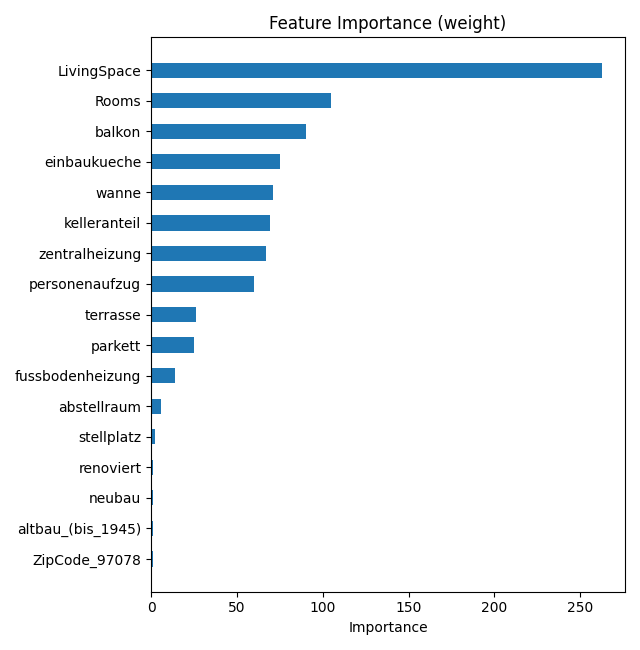 Feature Importance (weight)
LivingSpace
Rooms
balkon
einbaukueche
wanne
kelleranteil
zentralheizung
personenaufzug
terrasse
parkett
fussbodenheizung
abstellraum
stellplatz
renoviert
neubau
altbau_(bis_1945)
ZipCode_97078
0 50 100 150 200 250
Importance